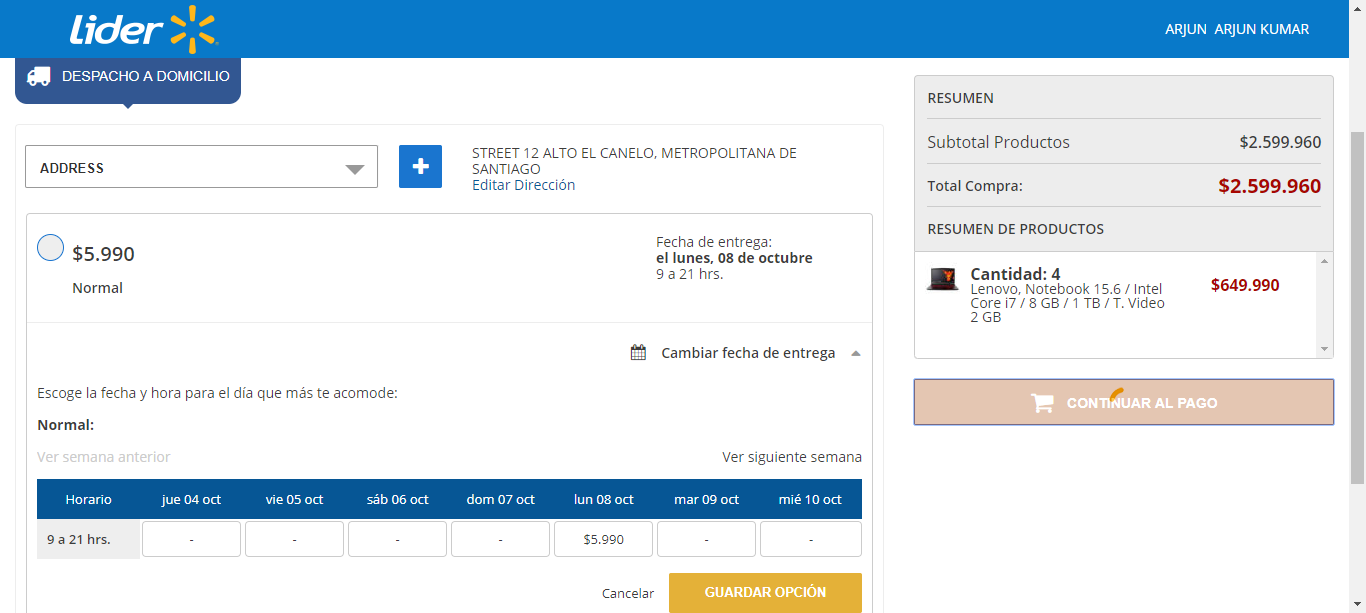 lider
ARJUN ARJUN KUMAR
DESPACHO A DOMICILIO
ADDRESS
+
STREET 12 ALTO EL CANELO, METROPOLITANA DE
SANTIAGO
Editar Dirección
$5.990
Normal
Fecha de entrega:
el lunes, 08 de octubre
9 a 21 hrs.
Cambiar fecha de entrega
Escoge la fecha y hora para el día que más te acomode:
Normal:
Ver semana anterior
Ver siguiente semana
Horario jue 04 oct vie 05 oct sáb 06 oct dom 07 oct lun 08 oct mar 09 oct mié 10 oct
9 a 21 hrs. - - - - $5.990 - -
Cancelar
GUARDAR OPCIÓN
RESUMEN
Subtotal Productos $2.599.960
Total Compra: $2.599.960
RESUMEN DE PRODUCTOS
Cantidad: 4
Lenovo, Notebook 15.6 / Intel
Core i7 / 8 GB / 1 TB / T. Video
2 GB
$649.990
CONTINUAR AL PAGO